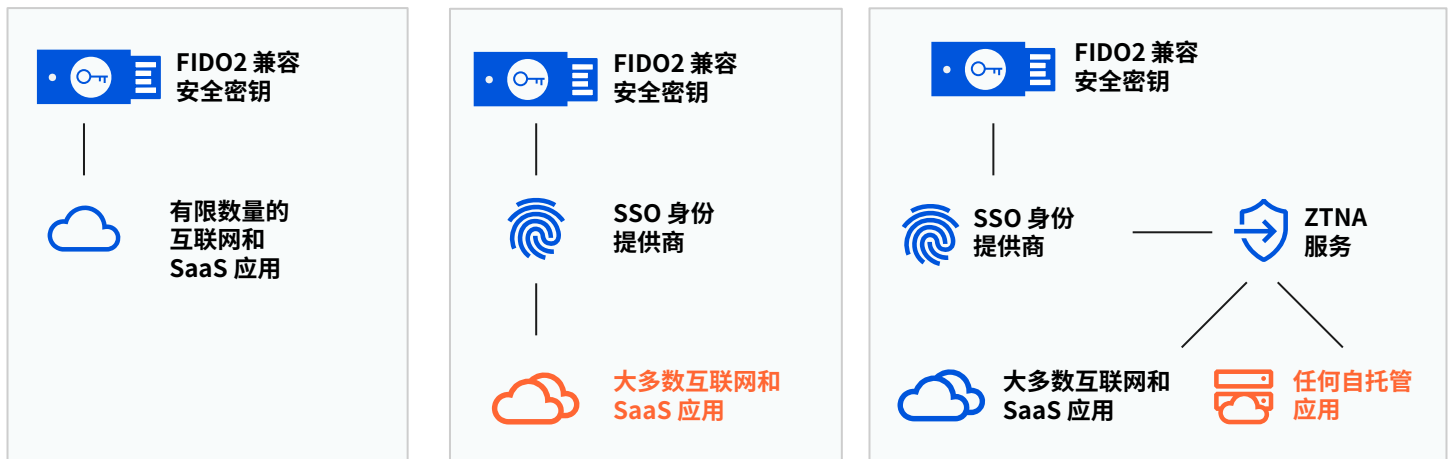 FIDO2 兼容
安全密钥
有限数量的
互联网和
SaaS 应用
FIDO2 兼容
安全密钥
SSO 身份
提供商
大多数互联网和
SaaS 应用
FIDO2 兼容
安全密钥
SSO 身份
提供商
ZTNA
服务
大多数互联网和
SaaS 应用
任何自托管
应用